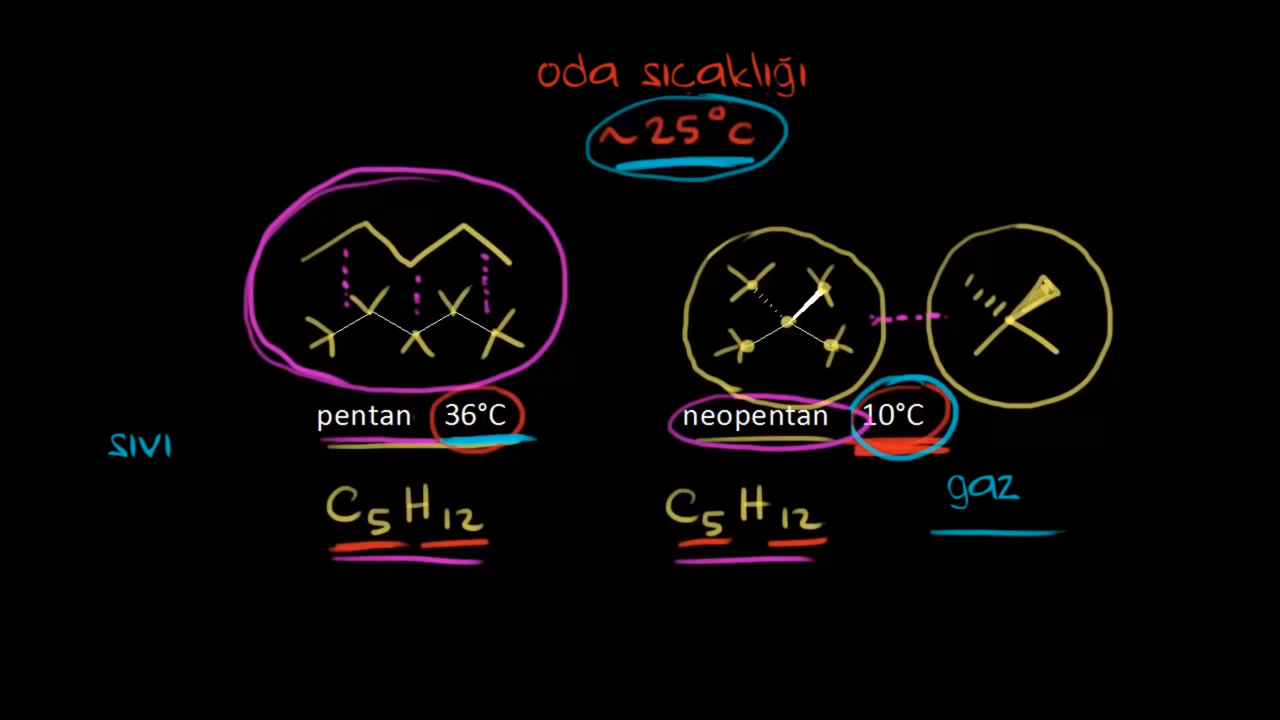 oda sıcaklığı
~25°C
pentan 36°C
neopentan 10°C
sıvı
gaz
C5H12
C5H12